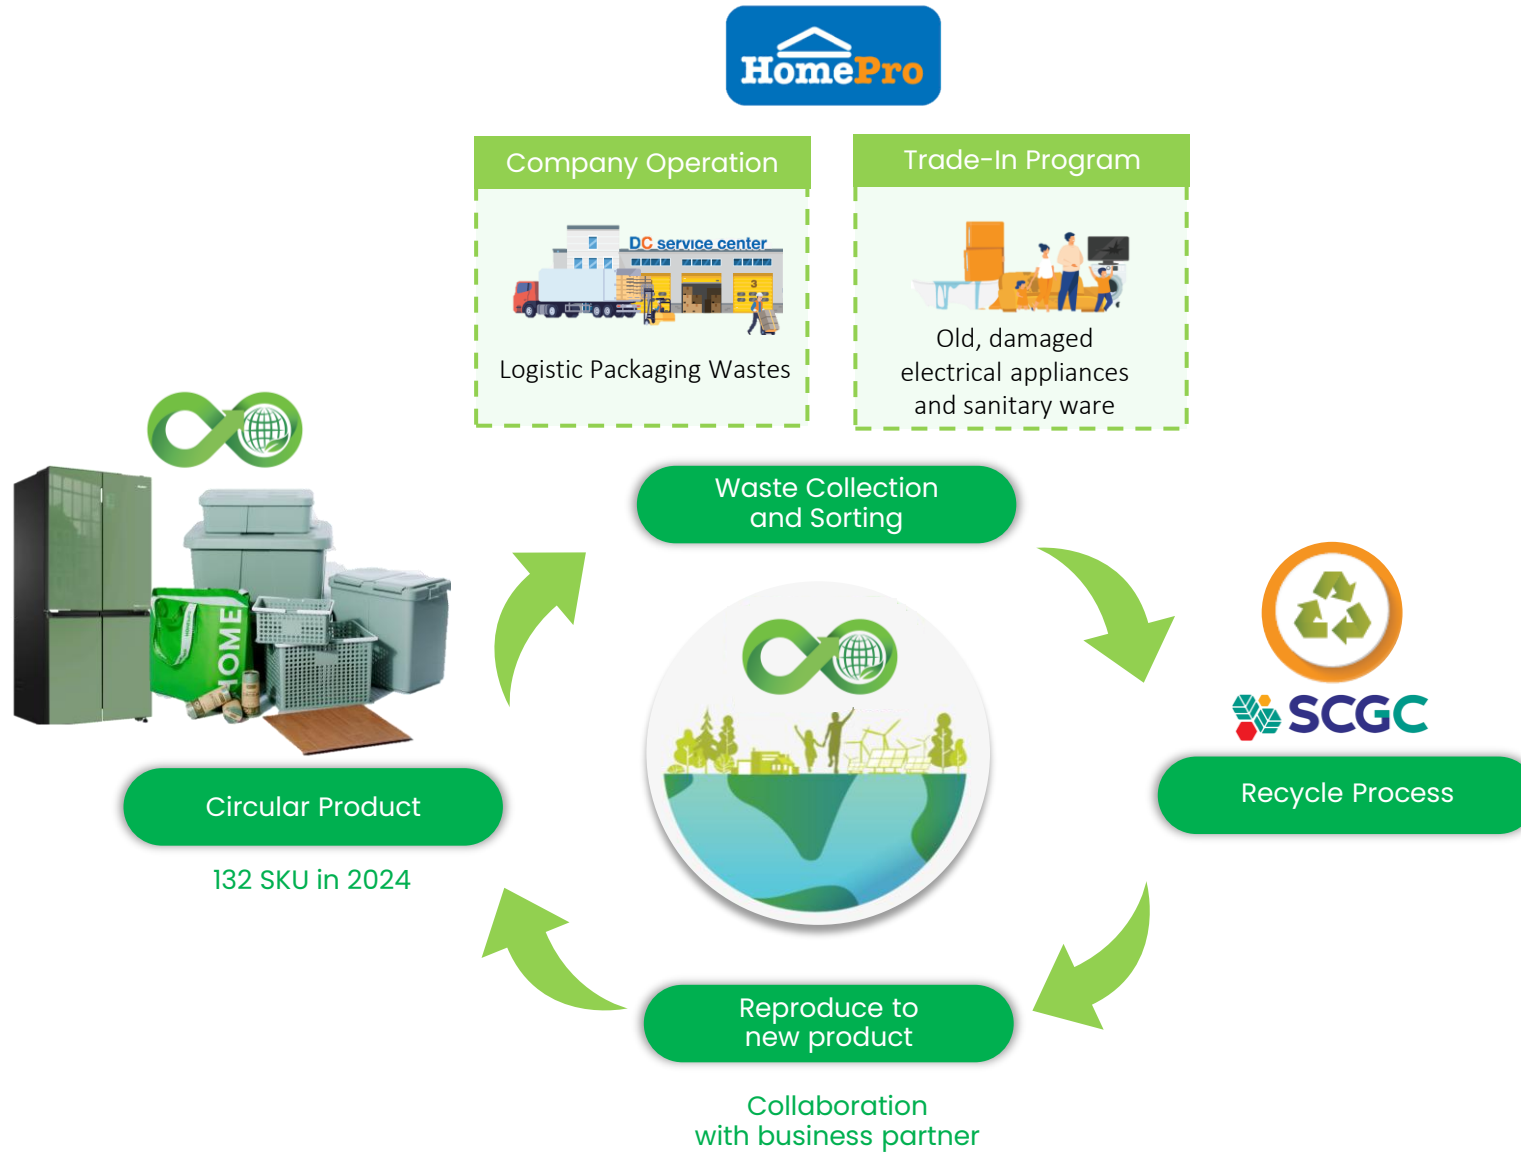 HomePro
Company Operation
Trade-In Program
DC service center
3
Logistic Packaging Wastes
Old, damaged
electrical appliances
and sanitary ware
Waste Collection
and Sorting
HOME
SCGC
Circular Product
132 SKU in 2024
Recycle Process
Reproduce to
new product
Collaboration
with business partner